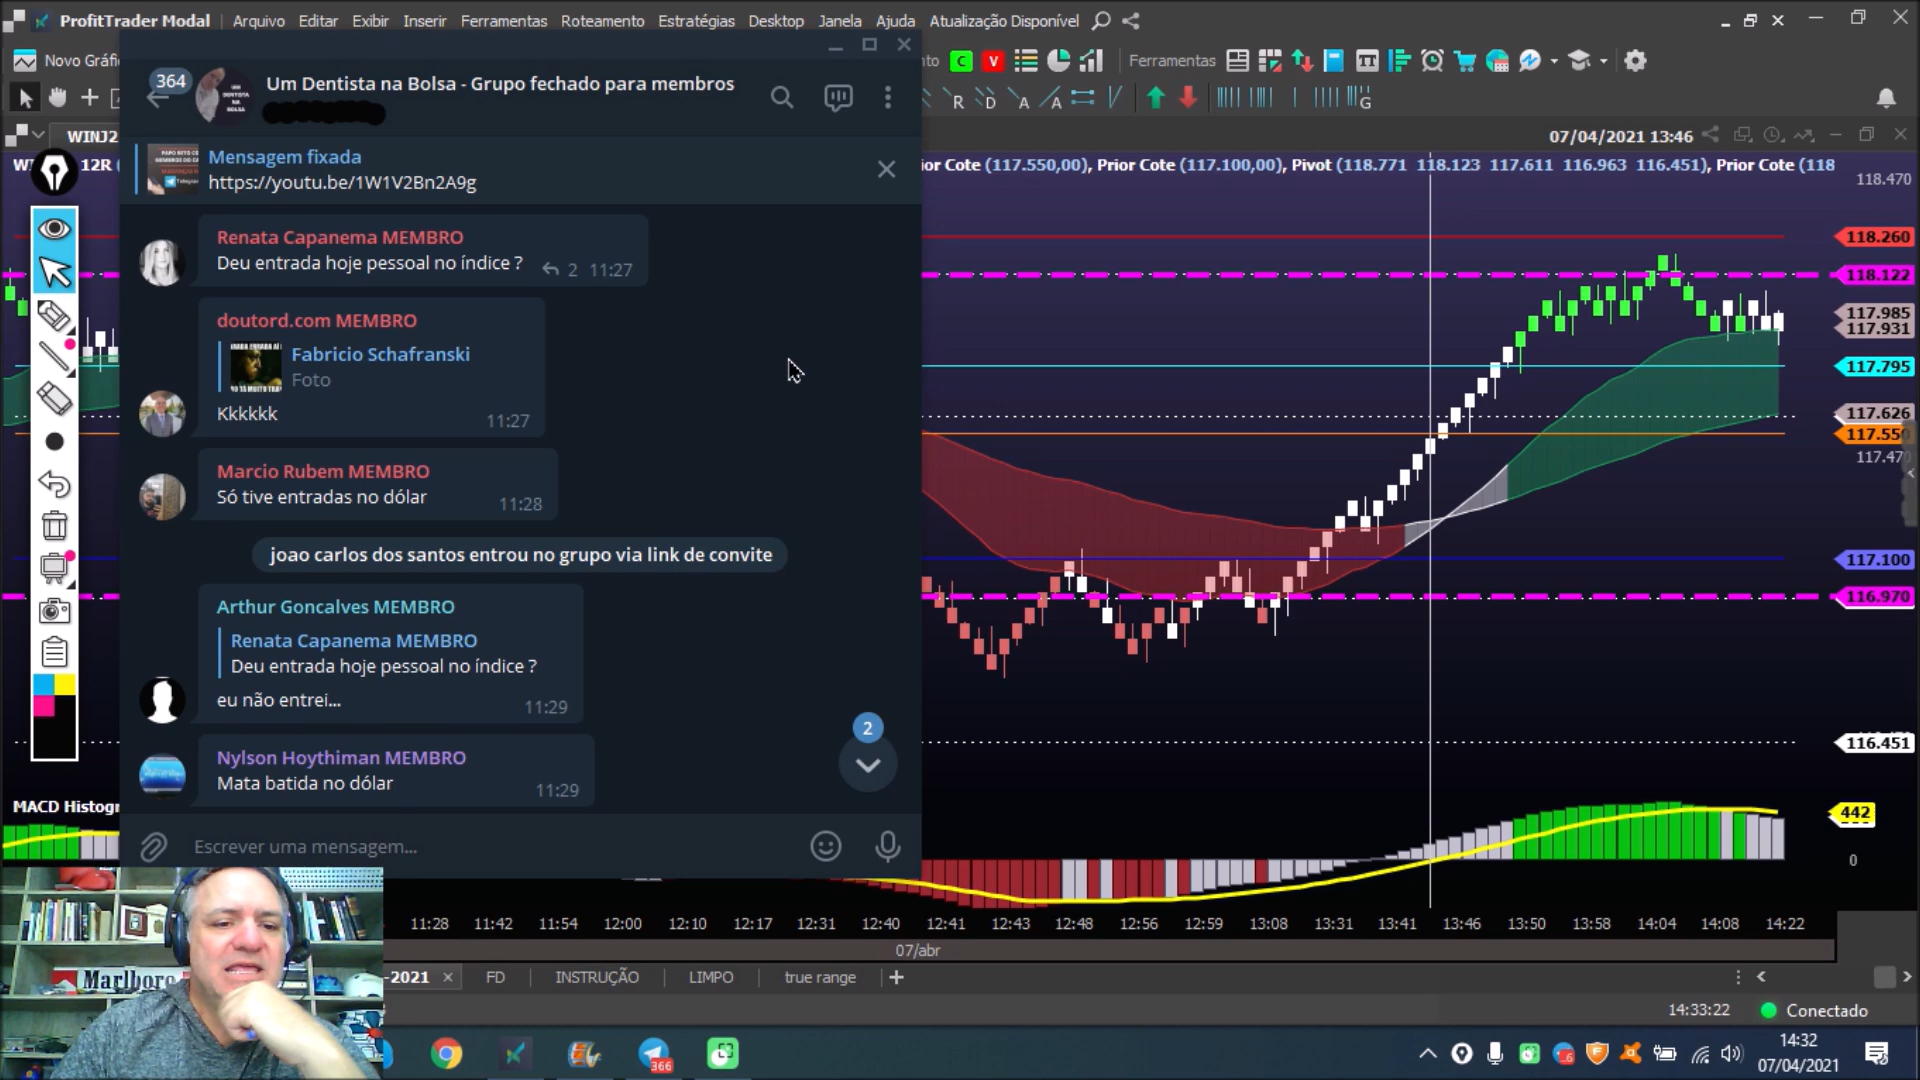 ProfitTrader Modal Arquivo Editar Exibir Inserir Ferramentas Roteamento Estratégias Desktop Janela Ajuda Atualização Disponível
Novo Gráfi
Ferramentas
364
Um Dentista na Bolsa - Grupo fechado para membros
WINJ2
07/04/2021 13:46
12R
Mensagem fixada
https://youtu.be/1W1V2Bn2A9g
ior Cote (117.550,00), Prior Cote (117.100,00), Pivot (118.771 118.123 117.611 116.963 116.451), Prior Cote (118
118.470
Renata Capanema MEMBRO
Deu entrada hoje pessoal no índice ? 2 11:27
doutord.com MEMBRO
Fabricio Schafranski
Foto
Kkkkkk 11:27
Marcio Rubem MEMBRO
Só tive entradas no dólar 11:28
joao carlos dos santos entrou no grupo via link de convite
Arthur Goncalves MEMBRO
Renata Capanema MEMBRO
Deu entrada hoje pessoal no índice ?
eu não entrei... 11:29
2
Nylson Hoythiman MEMBRO
Mata batida no dólar 11:29
Escrever uma mensagem...
118.260
118.122
117.985
117.931
117.795
117.626
117.55
117.47
117.100
116.970
116.451
MACD Histogr
442
0
11:28 11:42 11:54 12:00 12:10 12:17 12:31 12:40 12:41 12:43 12:48 12:56 12:59 13:08 13:31 13:41 13:46 13:50 13:58 14:04 14:08 14:22
07/abr
Marlboro
-2021 FD INSTRUÇÃO LIMPO true range
14:33:22 Conectado
366
14:32
07/04/2021